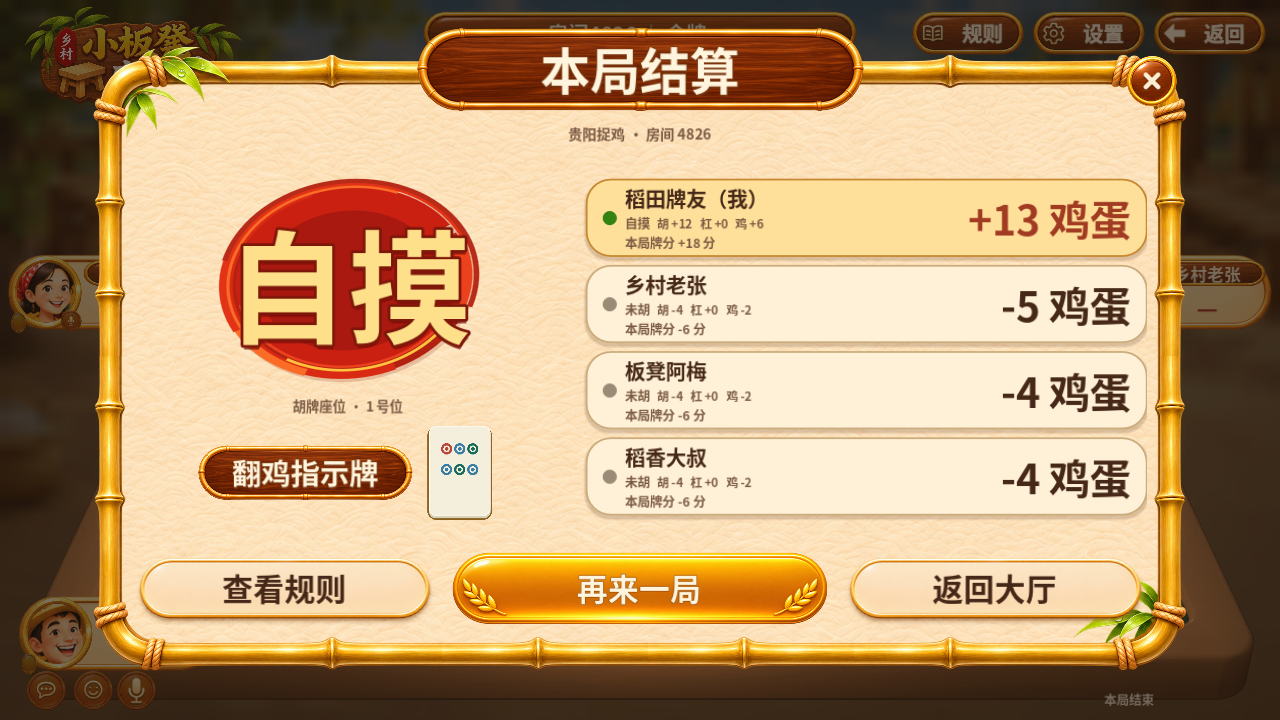 乡村
小板凳
规则
设置
返回
本局结算
贵阳捉鸡 · 房间 4826
自摸
胡牌座位 · 1 号位
翻鸡指示牌
稻田牌友（我）
自摸 胡 +12 杠 +0 鸡 +6
本局牌分 +18 分
+13 鸡蛋
乡村老张
未胡 胡 -4 杠 +0 鸡 -2
本局牌分 -6 分
-5 鸡蛋
板凳阿梅
未胡 胡 -4 杠 +0 鸡 -2
本局牌分 -6 分
-4 鸡蛋
稻香大叔
未胡 胡 -4 杠 +0 鸡 -2
本局牌分 -6 分
-4 鸡蛋
乡村老张
查看规则
再来一局
返回大厅
本局结束